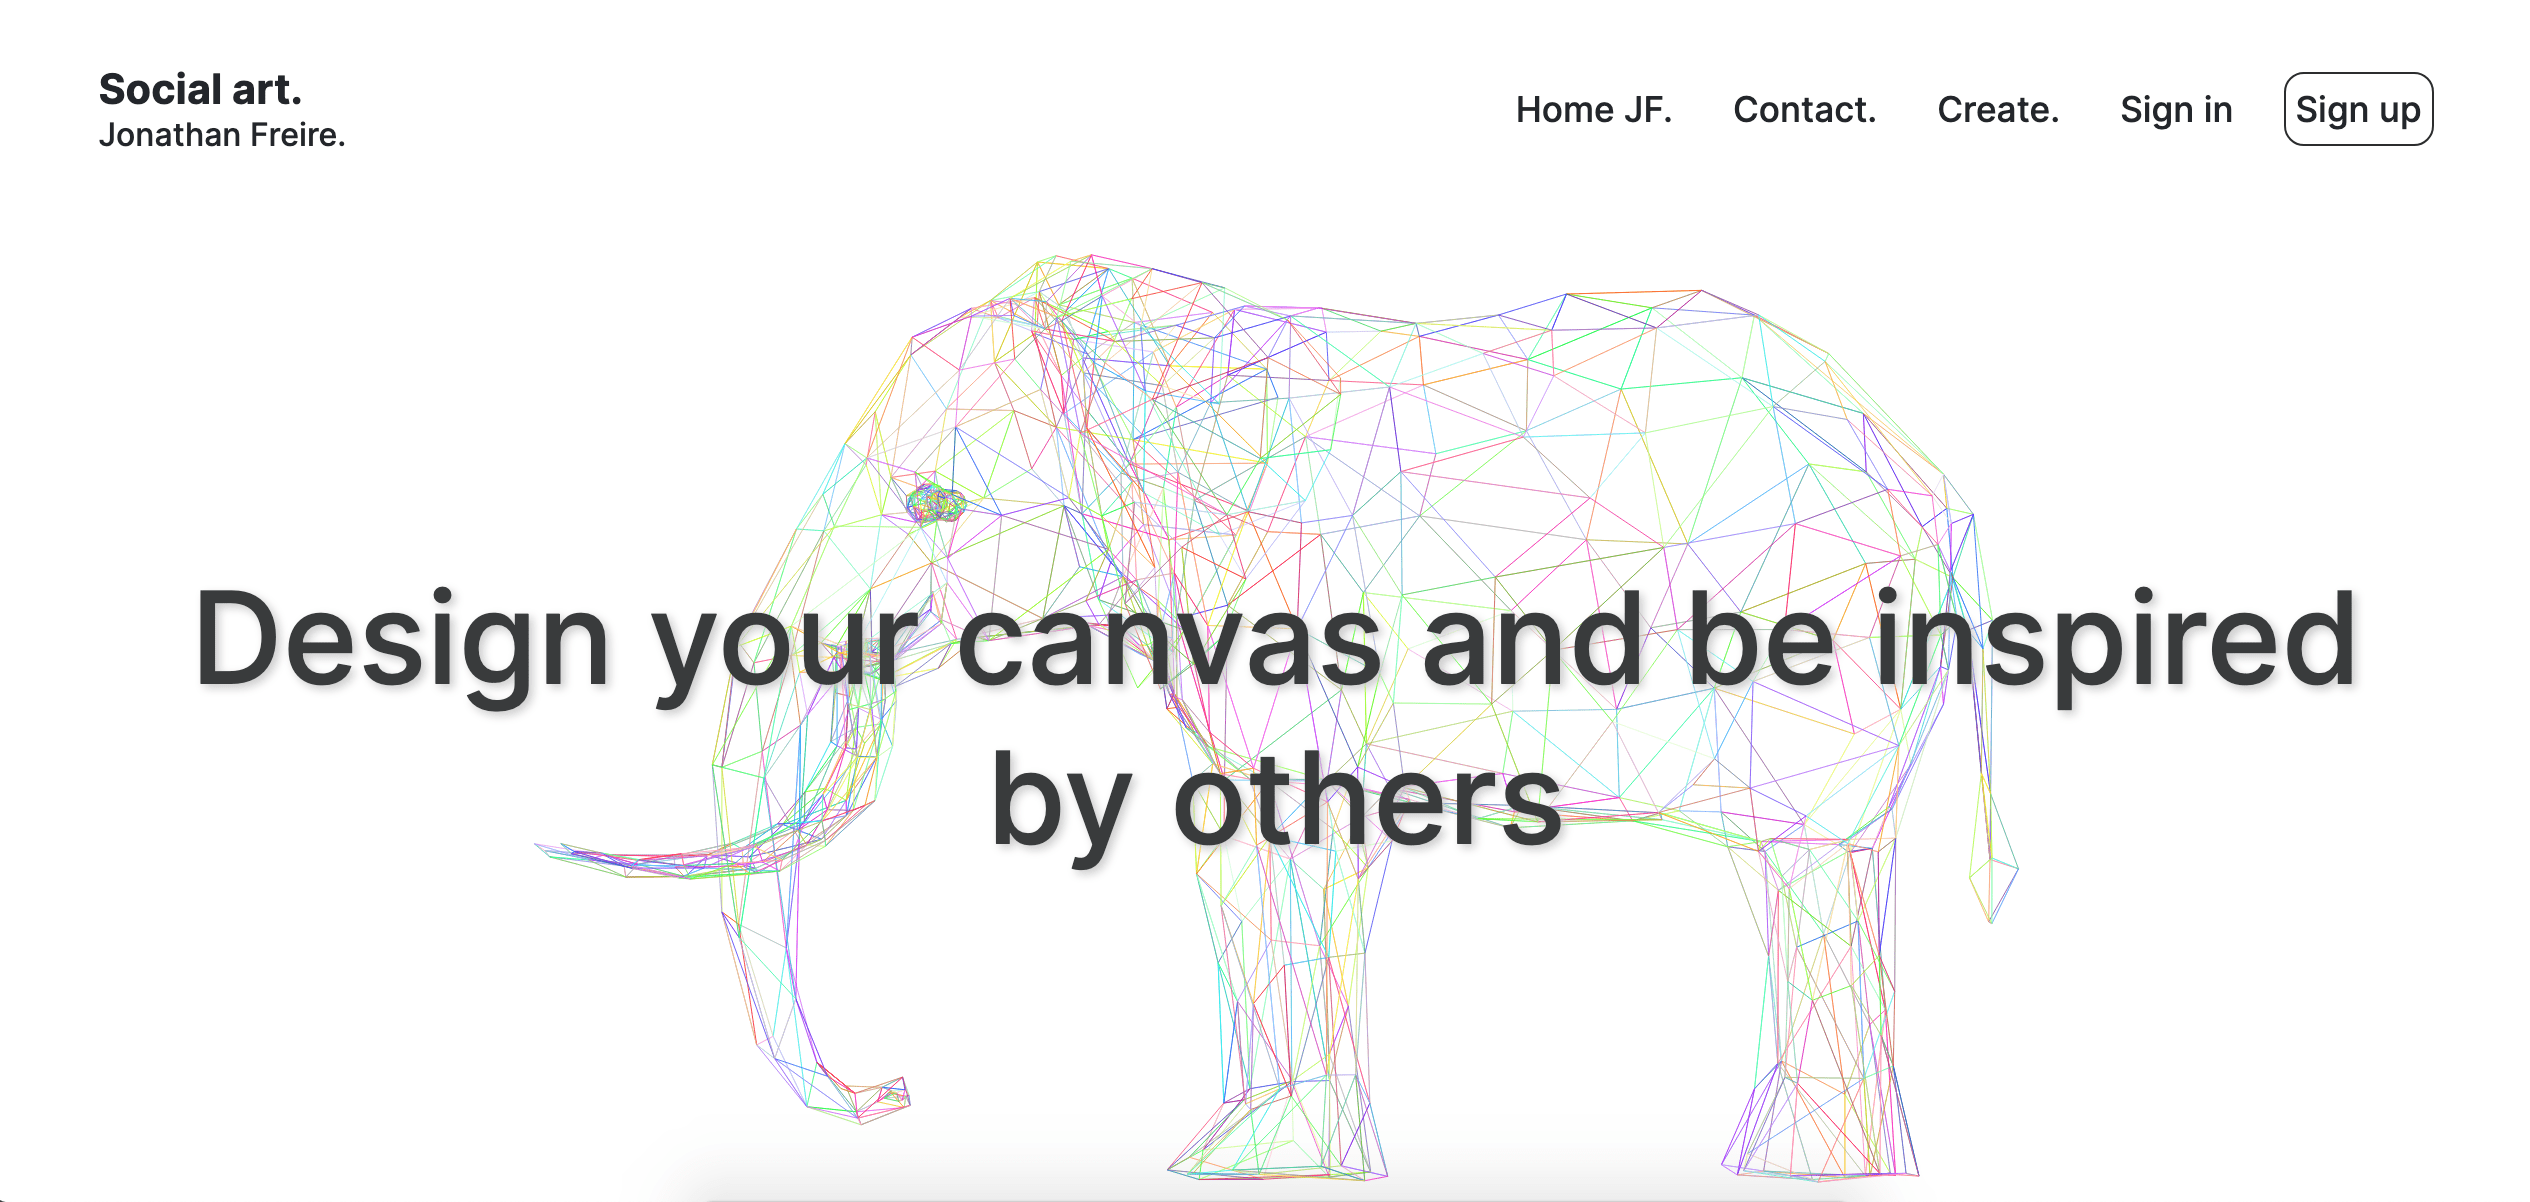 Social art.
Jonathan Freire.
Home JF. Contact. Create. Sign in Sign up
Design your canvas and be inspired
by others